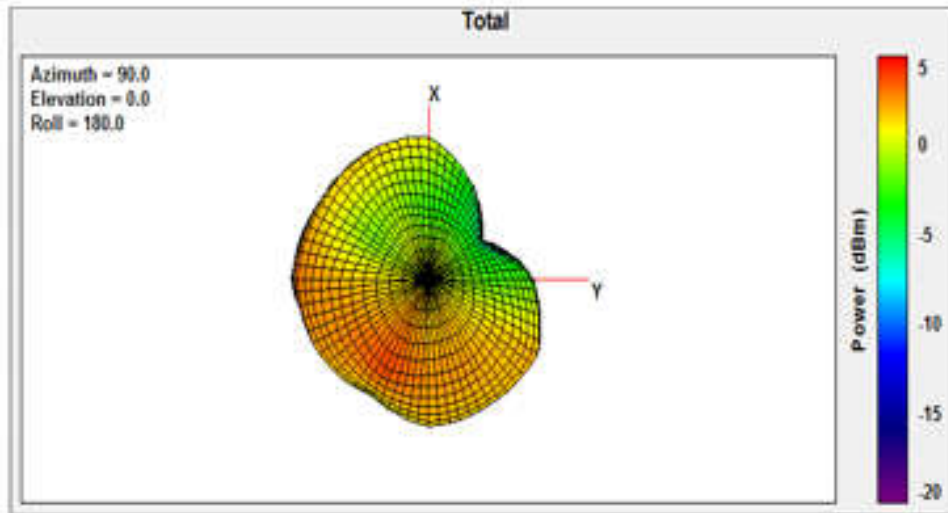 Total
Azimuth = 90.0
Elevation = 0.0
Roll = 180.0
X
Y
Power (dBm)
5
0
-5
-10
-15
-20